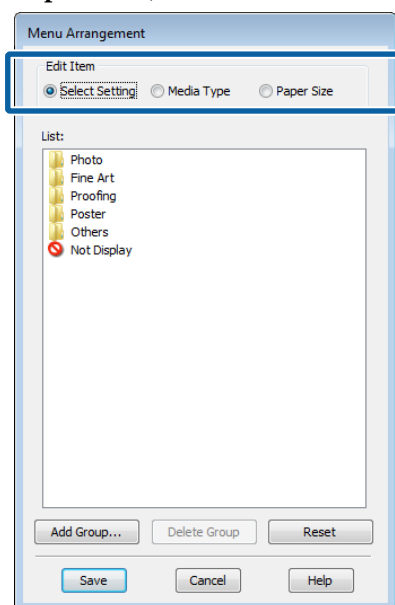 Menu Arrangement
Edit Item
Select Setting Media Type Paper Size
List:
Photo
Fine Art
Proofing
Poster
Others
Not Display
Add Group... Delete Group Reset
Save Cancel Help